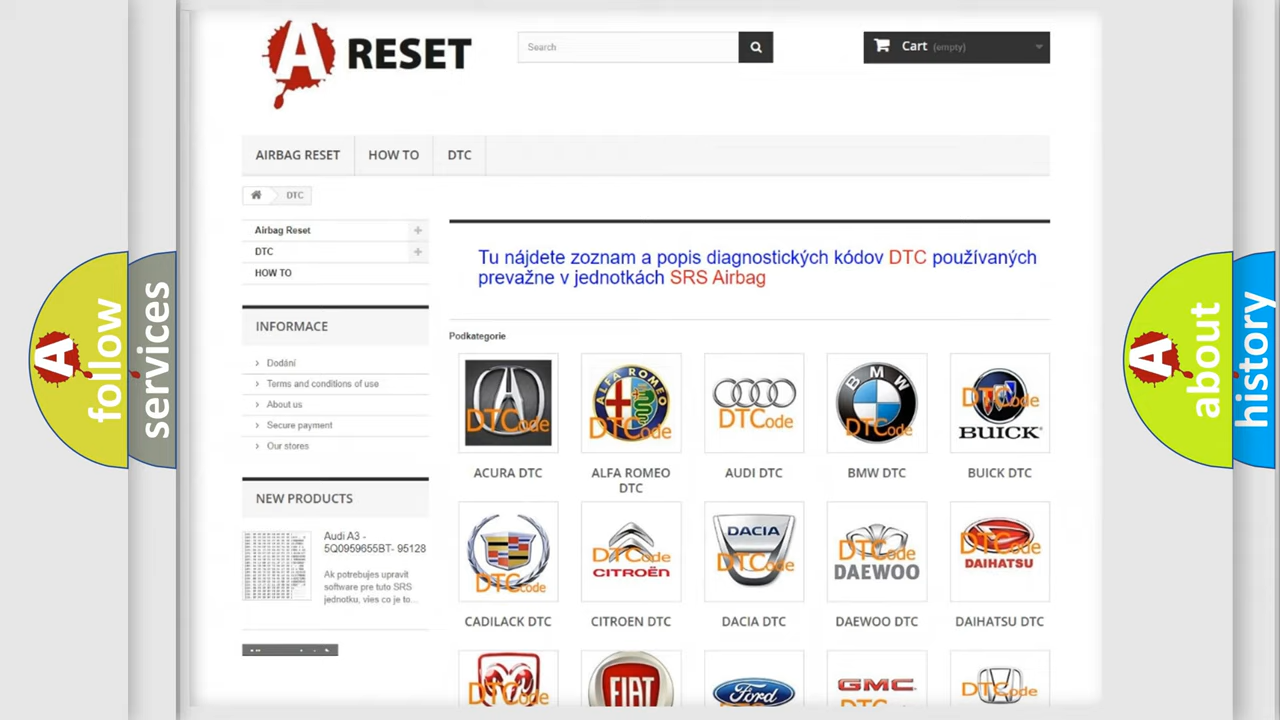 A RESET
Search
Cart (empty)
AIRBAG RESET
HOW TO
DTC
DTC
Airbag Reset
DTC
HOW TO
Tu nájdete zoznam a popis diagnostických kódov DTC používaných
prevažne v jednotkách SRS Airbag
INFORMACE
Dodání
Terms and conditions of use
About us
Secure payment
Our stores
NEW PRODUCTS
Audi A3 -
5Q0959655BT- 95128
Ak potrebujes upravit
software pre tuto SRS
jednotku, vies co je to...
Podkategorie
DTCode
ALFA ROMEO
DTCode
DTCode
BMW
DTCode
DTCode
BUICK
ACURA DTC
ALFA ROMEO
DTC
AUDI DTC
BMW DTC
BUICK DTC
DTCode
DTCode
CITROËN
DACIA
DTCode
DTCode
DAEWOO
DTCode
DAIHATSU
CADILACK DTC
CITROEN DTC
DACIA DTC
DAEWOO DTC
DAIHATSU DTC
DTCode
FIAT
Ford
GMC
DTCode
A follow
services
A about
history